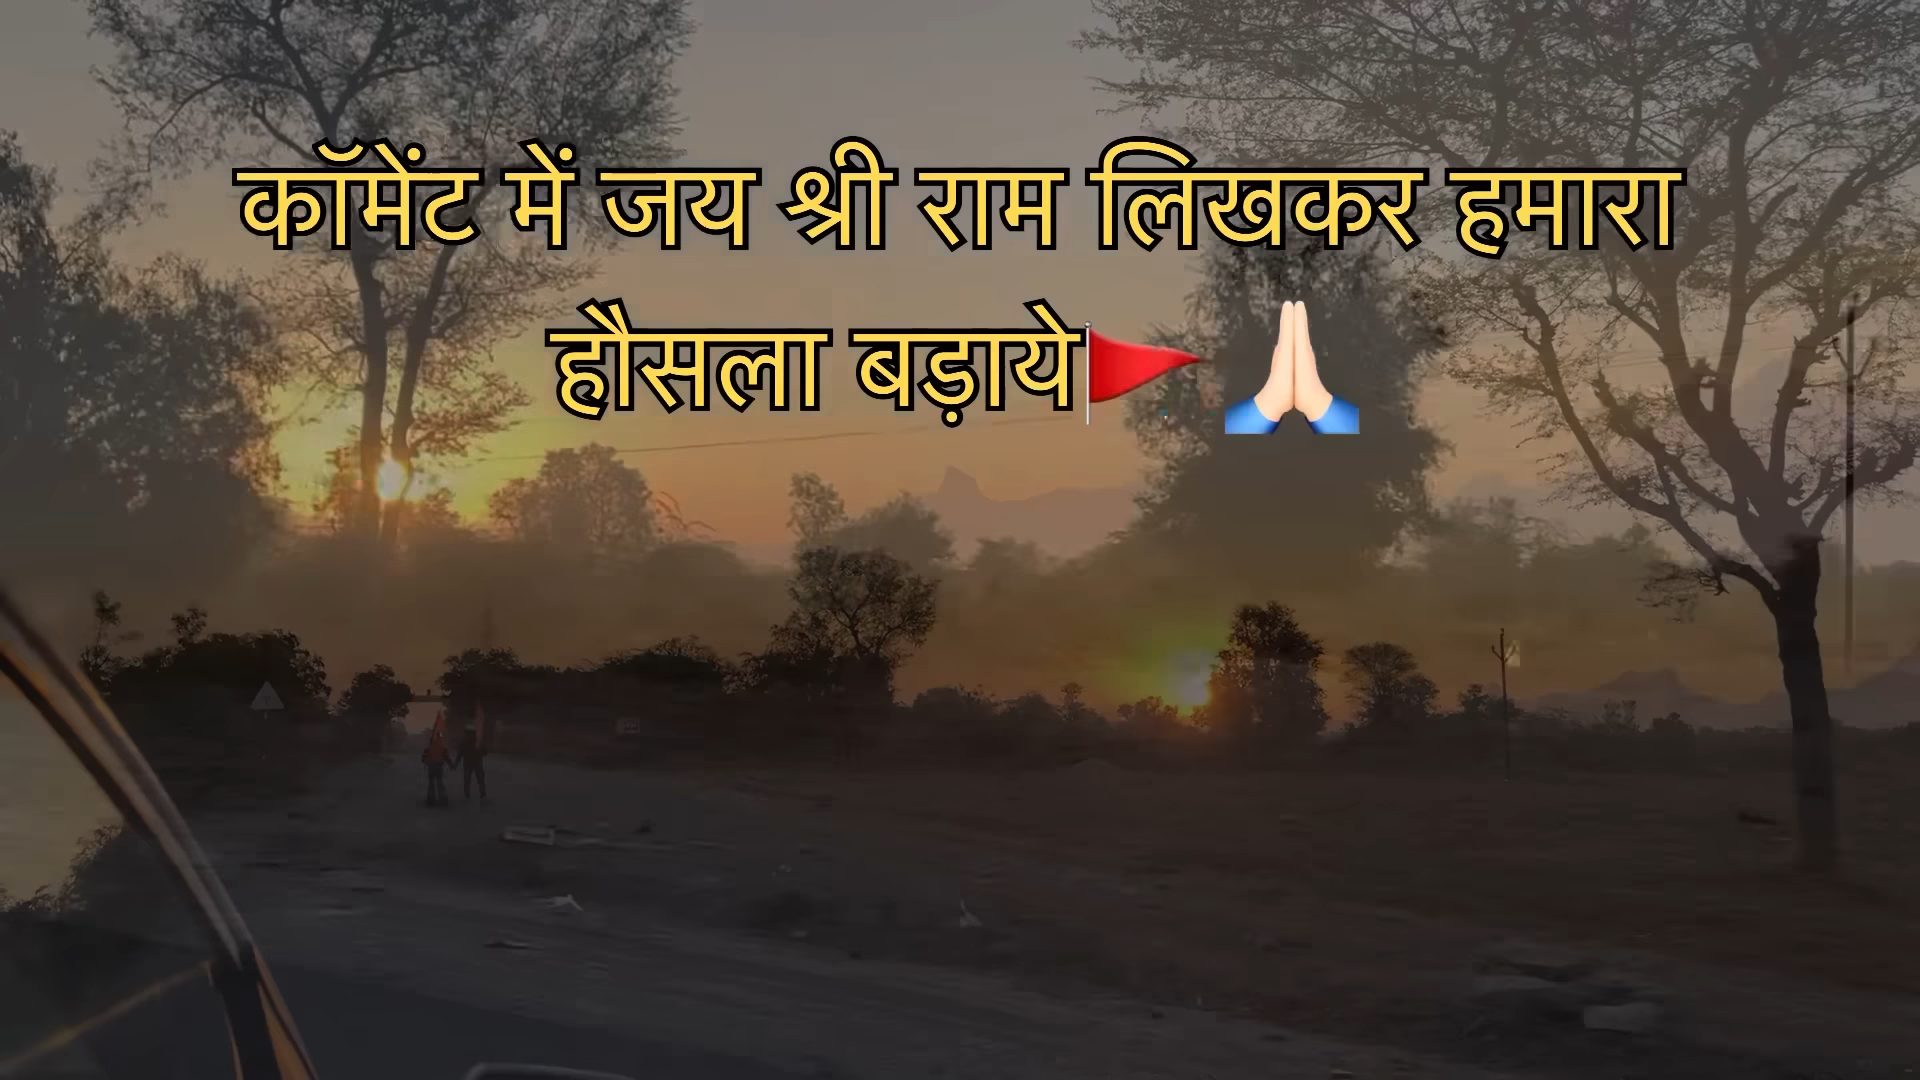 कॉमेंट में जय श्री राम लिखकर हमारा
हौसला बड़ाये🚩🙏🏻